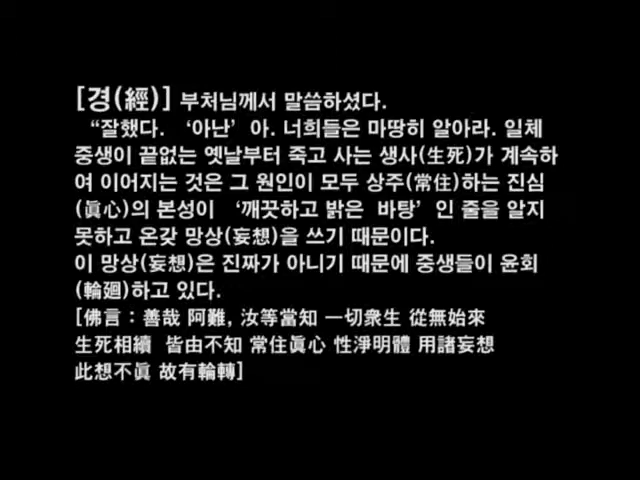 [경(經)] 부처님께서 말씀하셨다.
“잘했다. ‘아난’아. 너희들은 마땅히 알아라. 일체
중생이 끝없는 옛날부터 죽고 사는 생사(生死)가 계속하
여 이어지는 것은 그 원인이 모두 상주(常住)하는 진심
(眞心)의 본성이 ‘깨끗하고 밝은 바탕’인 줄을 알지
못하고 온갖 망상(妄想)을 쓰기 때문이다.
이 망상(妄想)은 진짜가 아니기 때문에 중생들이 윤회
(輪廻)하고 있다.
[佛言 : 善哉 阿難, 汝等當知 一切衆生 從無始來
生死相續 皆由不知 常住眞心 性淨明體 用諸妄想
此想不眞 故有輪轉]